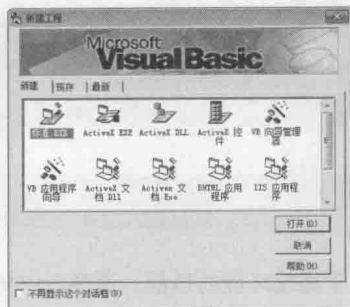 新建工程
Microsoft
Visual Basic
新建 现存 最新
标准 EXE ActiveX EXE ActiveX DLL ActiveX 控件 VB 向导管理器
VB 应用程序向导 ActiveX 文档 Dll Activex 文档 Exe DHTML 应用程序 IIS 应用程序
打开(O)
取消
帮助(H)
不再显示这个对话框(N)